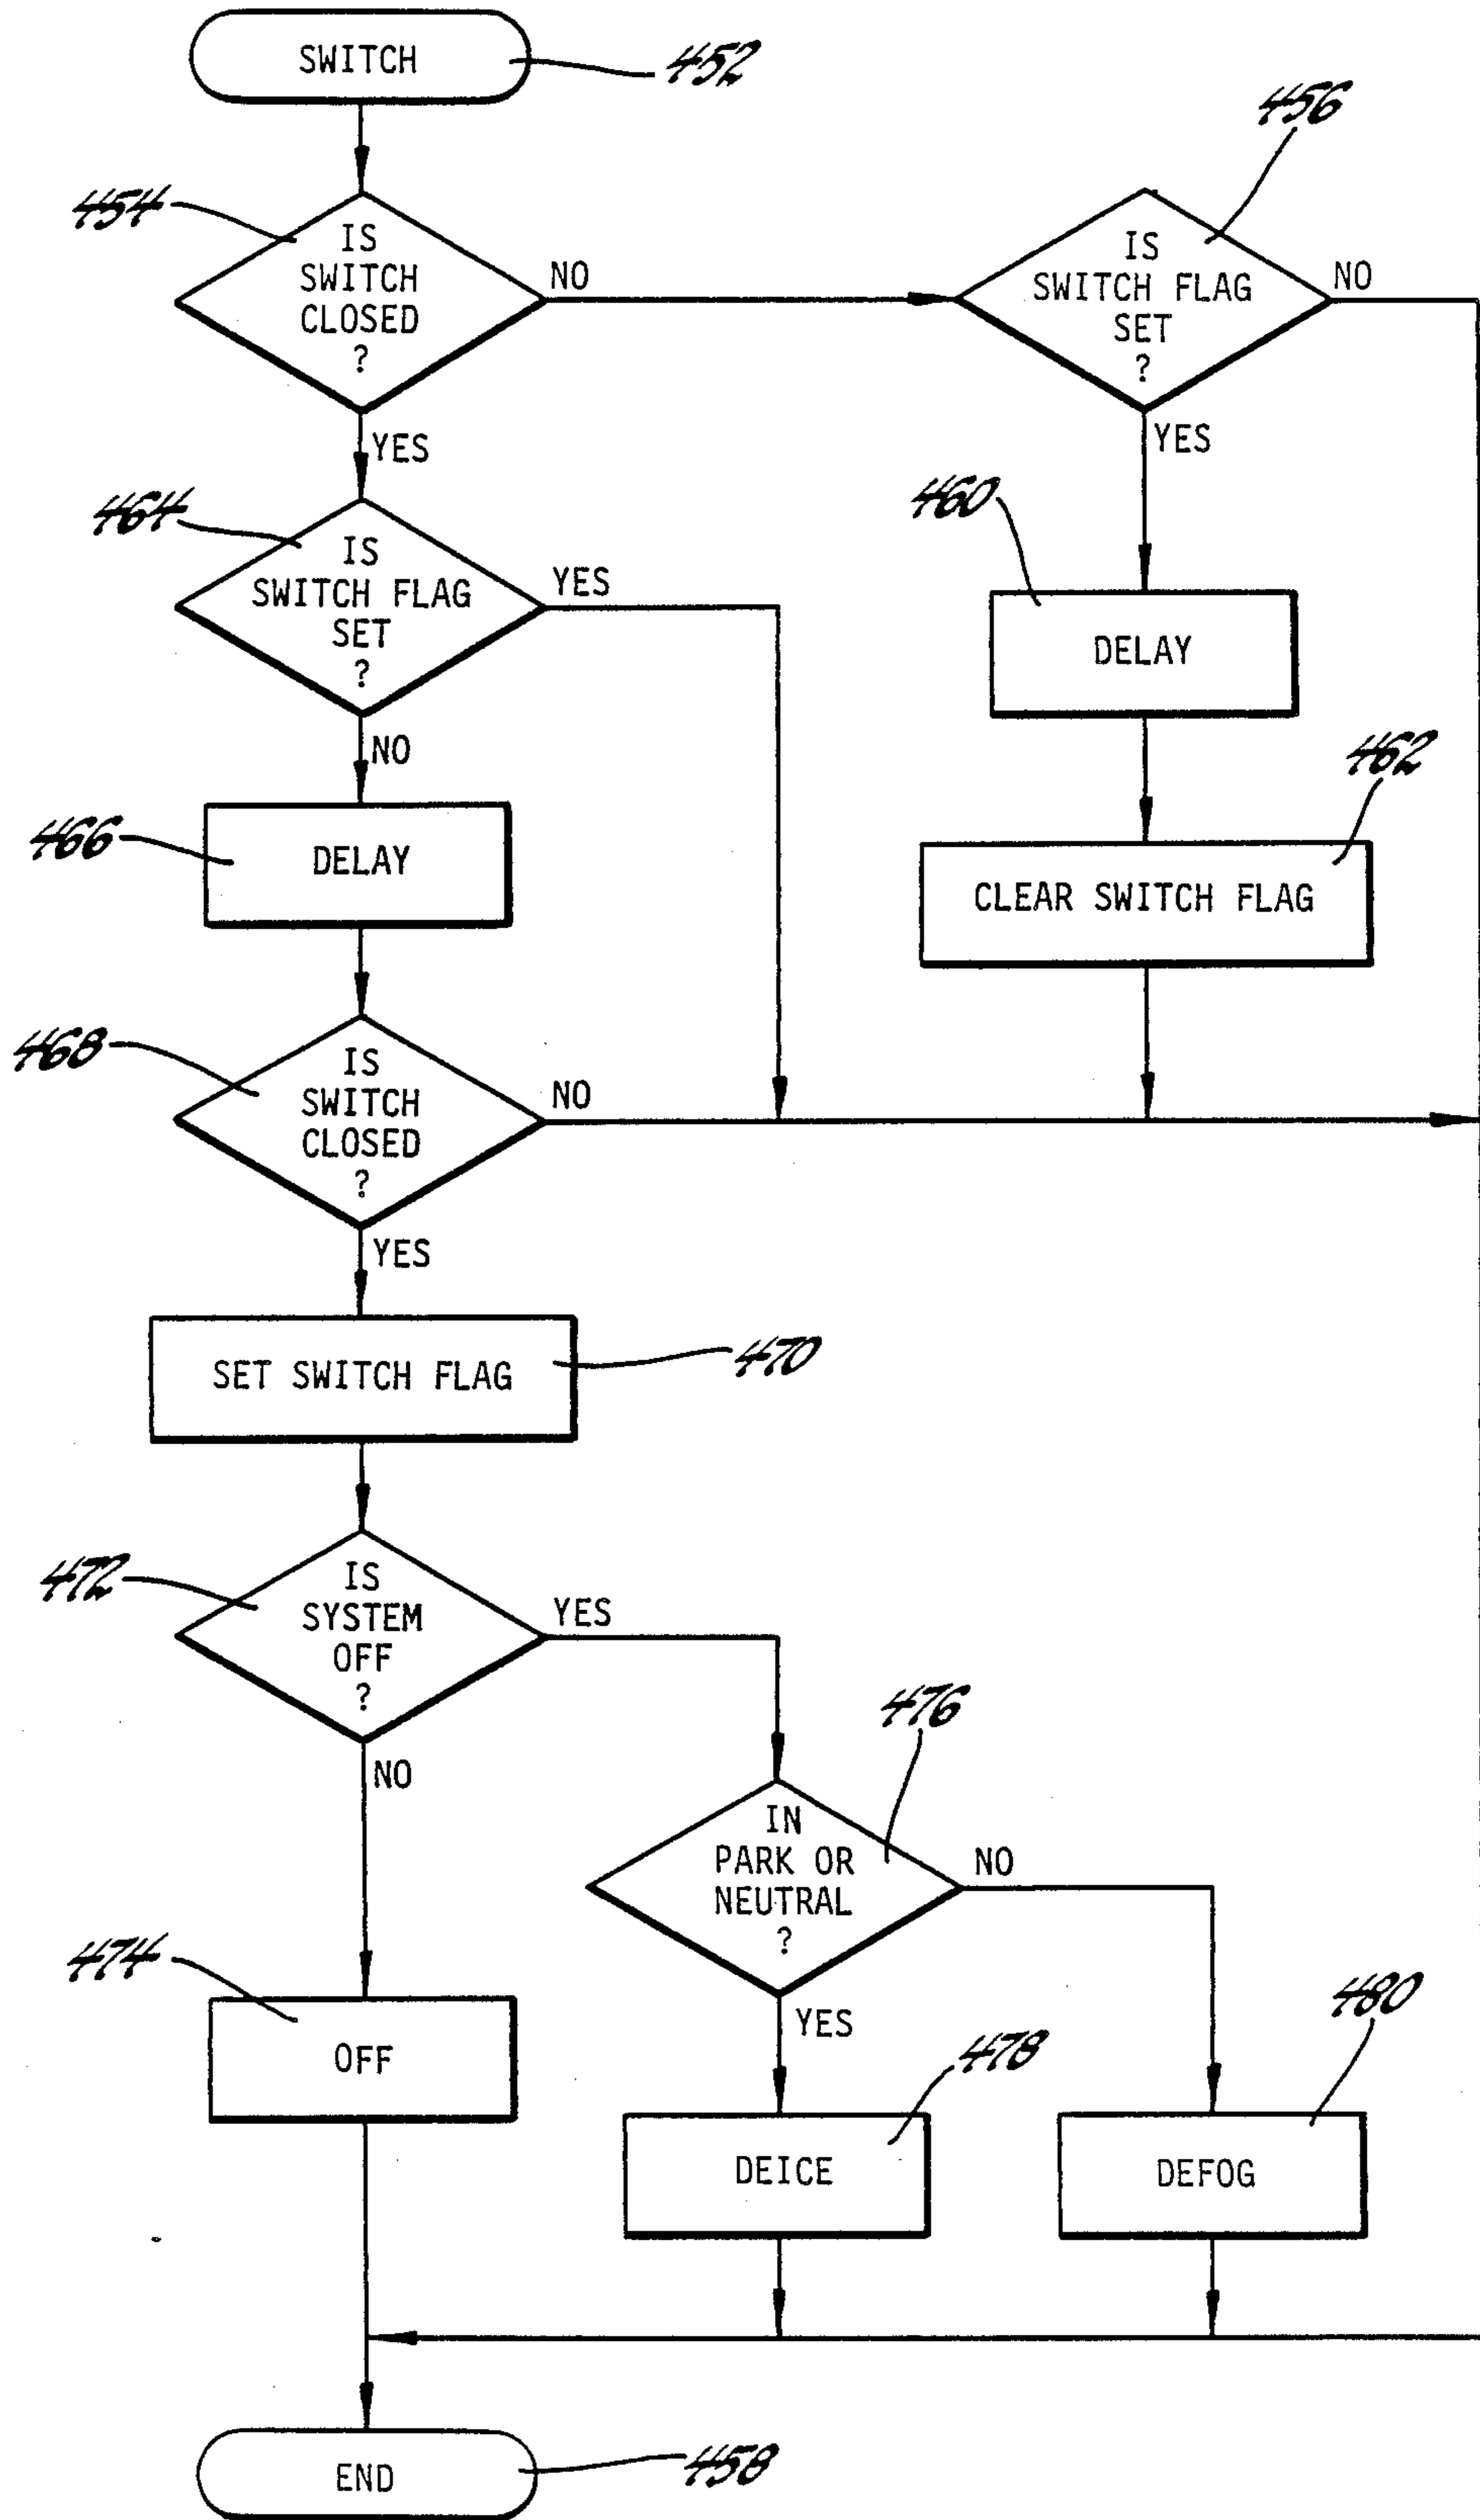 SWITCH
452
456
454
IS
SWITCH
CLOSED
?
NO
IS
SWITCH FLAG
SET
?
NO
YES
YES
464
IS
SWITCH FLAG
SET
?
YES
460
DELAY
NO
462
466
DELAY
CLEAR SWITCH FLAG
468
IS
SWITCH
CLOSED
?
NO
YES
SET SWITCH FLAG
470
472
IS
SYSTEM
OFF
?
YES
476
NO
IN
PARK OR
NEUTRAL
?
NO
474
480
YES
478
OFF
DEICE
DEFOG
END
458